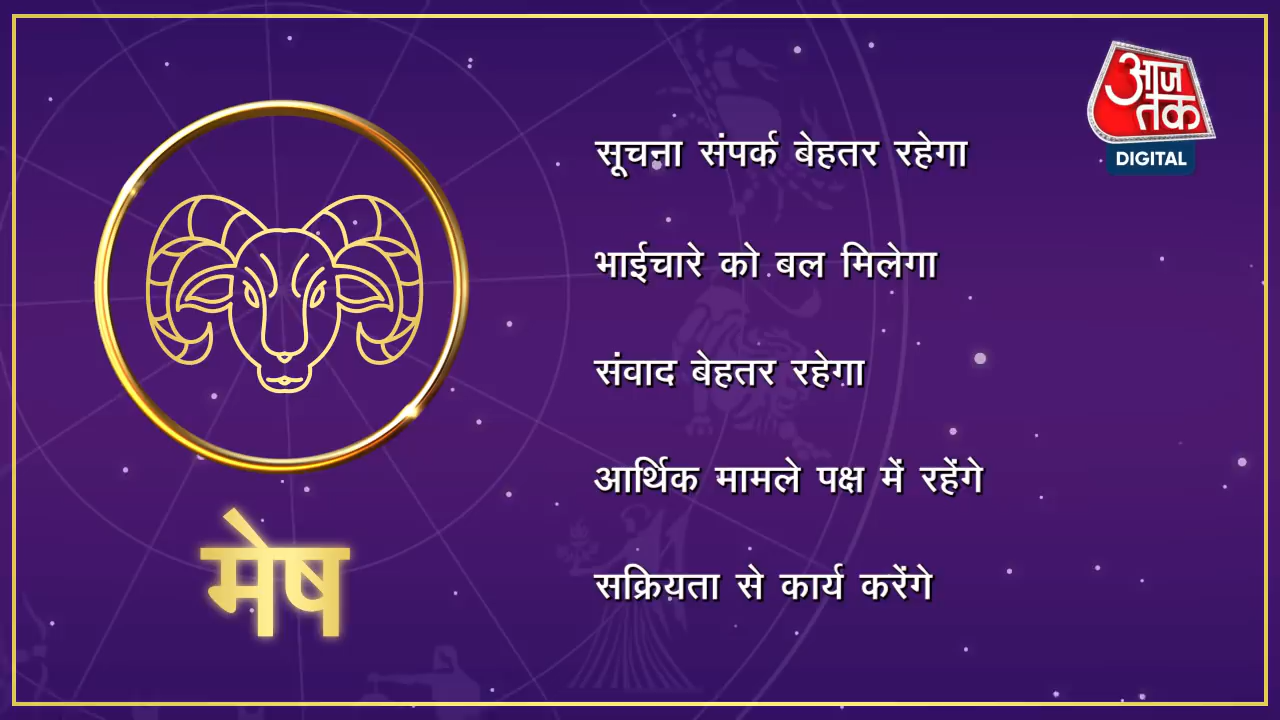 आज
तक
DIGITAL
सूचना संपर्क बेहतर रहेगा
भाईचारे को बल मिलेगा
संवाद बेहतर रहेगा
आर्थिक मामले पक्ष में रहेंगे
सक्रियता से कार्य करेंगे
मेष